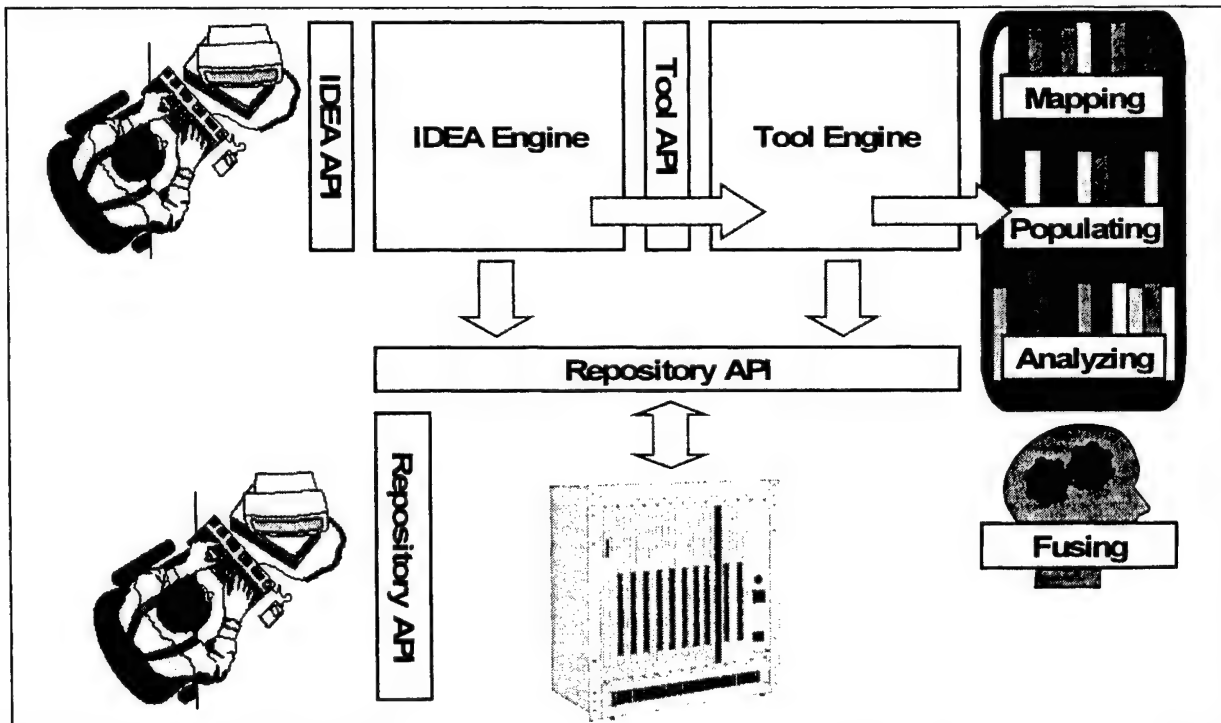 IDEA API
IDEA Engine
Tool API
Tool Engine
Mapping
Populating
Analyzing
Repository API
Repository API
Fusing